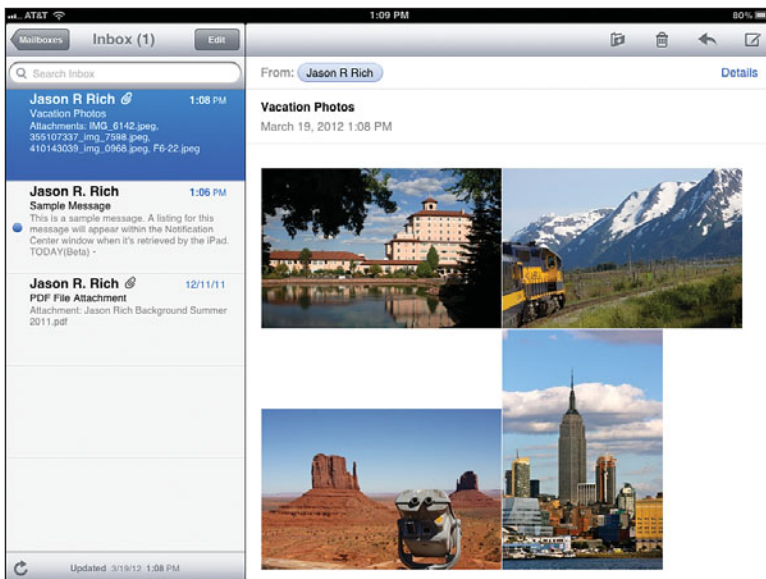 AT&T 1:09 PM 80%
Mailboxes Inbox (1) Edit
Search Inbox
Jason R Rich 1:08 PM
Vacation Photos
Attachments: IMG_6142.jpeg,
355107337_img_7598.jpeg,
410143039_img_0968.jpeg, F6-22.jpeg
Jason R. Rich 1:06 PM
Sample Message
This is a sample message. A listing for this
message will appear within the Notification
Center window when it's retrieved by the iPad.
TODAY(Beta) •
Jason R. Rich 12/11/11
PDF File Attachment
Attachment: Jason Rich Background Summer
2011.pdf
Updated 3/19/12 1:08 PM
From: Jason R Rich Details
Vacation Photos
March 19, 2012 1:08 PM